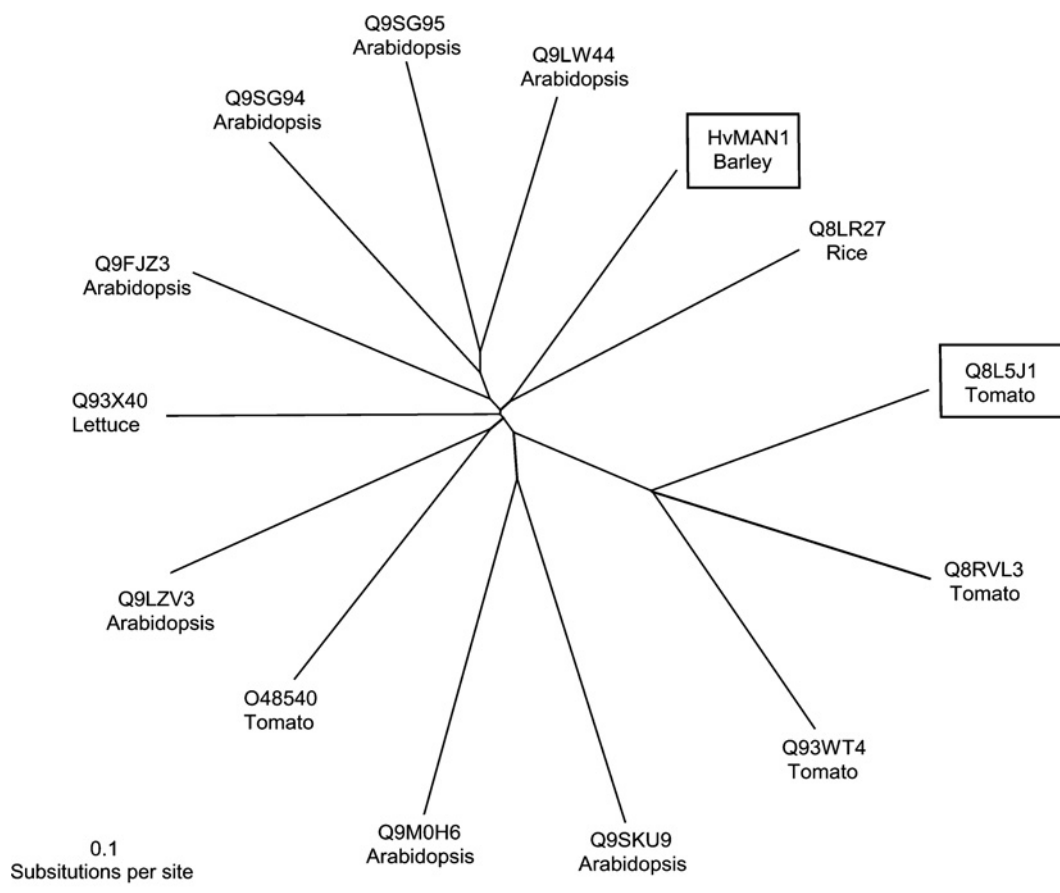 Q9SG95
Arabidopsis
Q9LW44
Arabidopsis
Q9SG94
Arabidopsis
HvMAN1
Barley
Q8LR27
Rice
Q9FJZ3
Arabidopsis
Q8L5J1
Tomato
Q93X40
Lettuce
Q8RVL3
Tomato
Q9LZV3
Arabidopsis
O48540
Tomato
Q93WT4
Tomato
Q9M0H6
Arabidopsis
Q9SKU9
Arabidopsis
0.1
Subsitutions per site